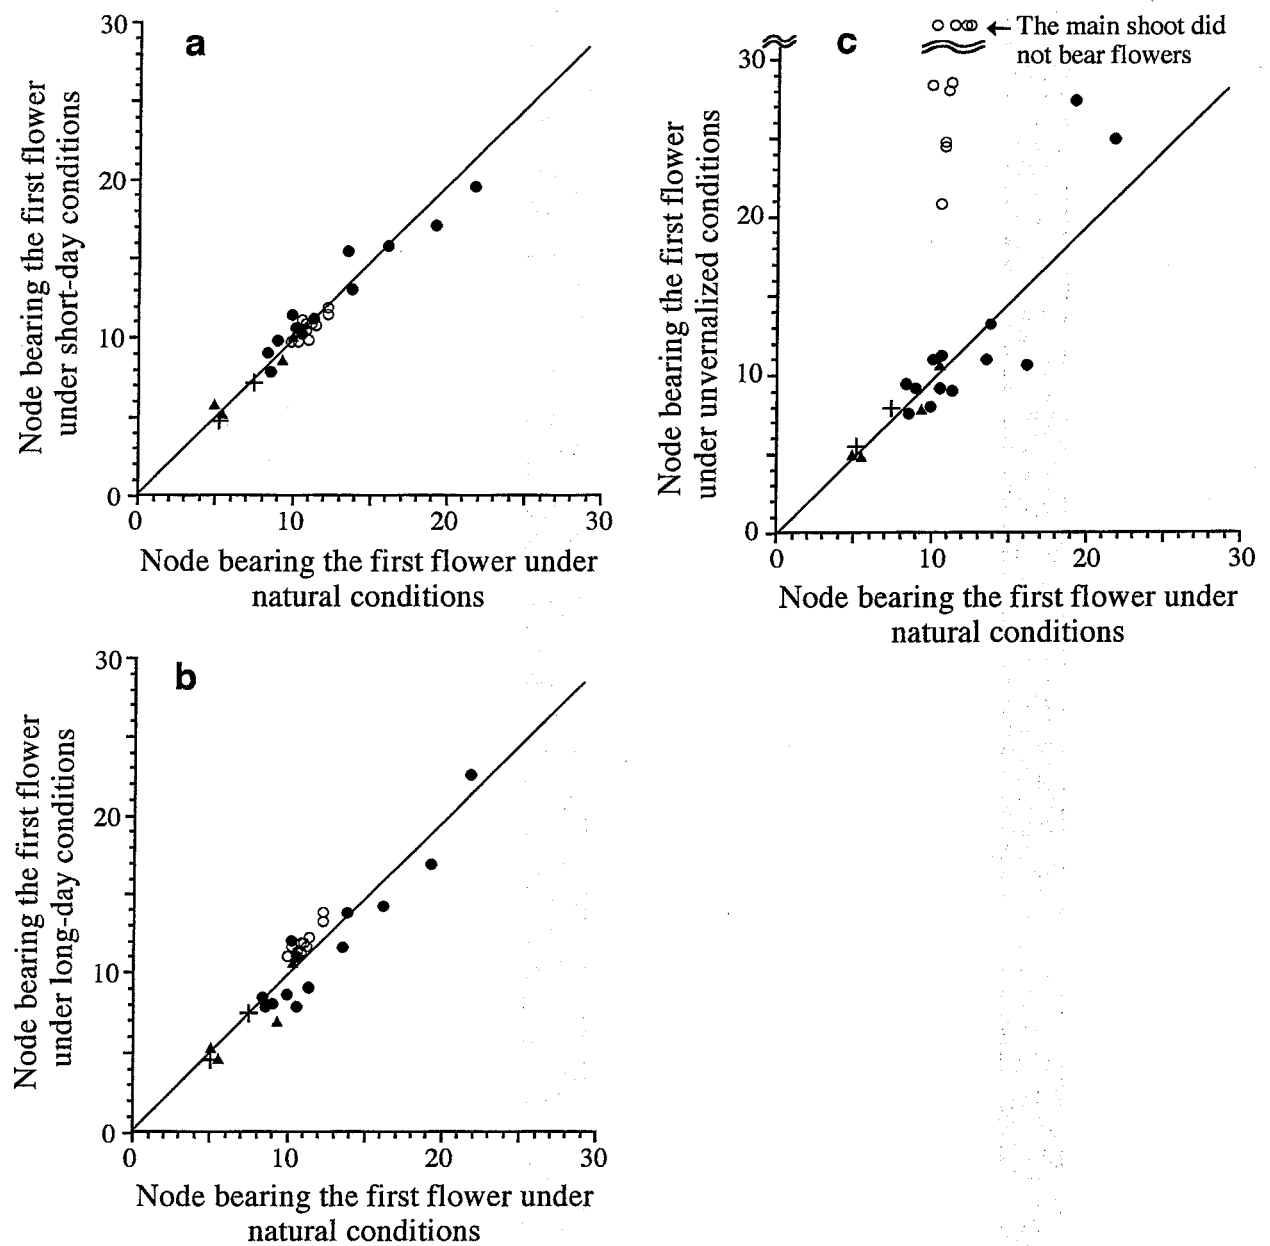 a
30
20
10
0
Node bearing the first flower
under short-day conditions
0 10 20 30
Node bearing the first flower under
natural conditions
c
The main shoot did
not bear flowers
30
20
10
0
Node bearing the first flower
under unvernalized conditions
0 10 20 30
Node bearing the first flower under
natural conditions
b
30
20
10
0
Node bearing the first flower
under long-day conditions
0 10 20 30
Node bearing the first flower under
natural conditions